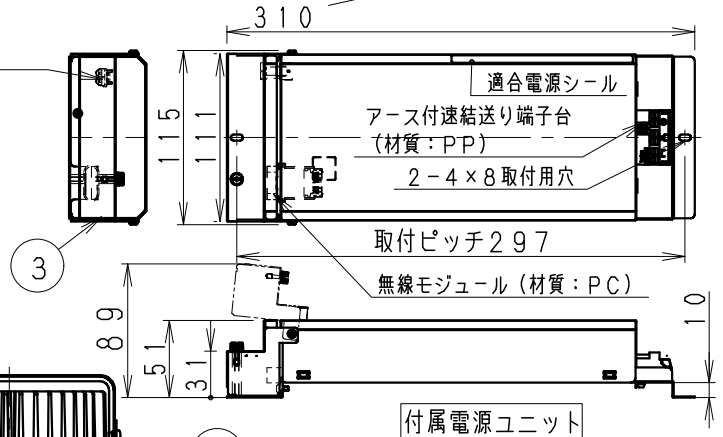 310
適合電源シール
アース付速結送り端子台
(材質：PP)
2-4×8取付用穴
115
111
取付ピッチ297
3
無線モジュール(材質：PC)
89
51
31
10
付属電源ユニット